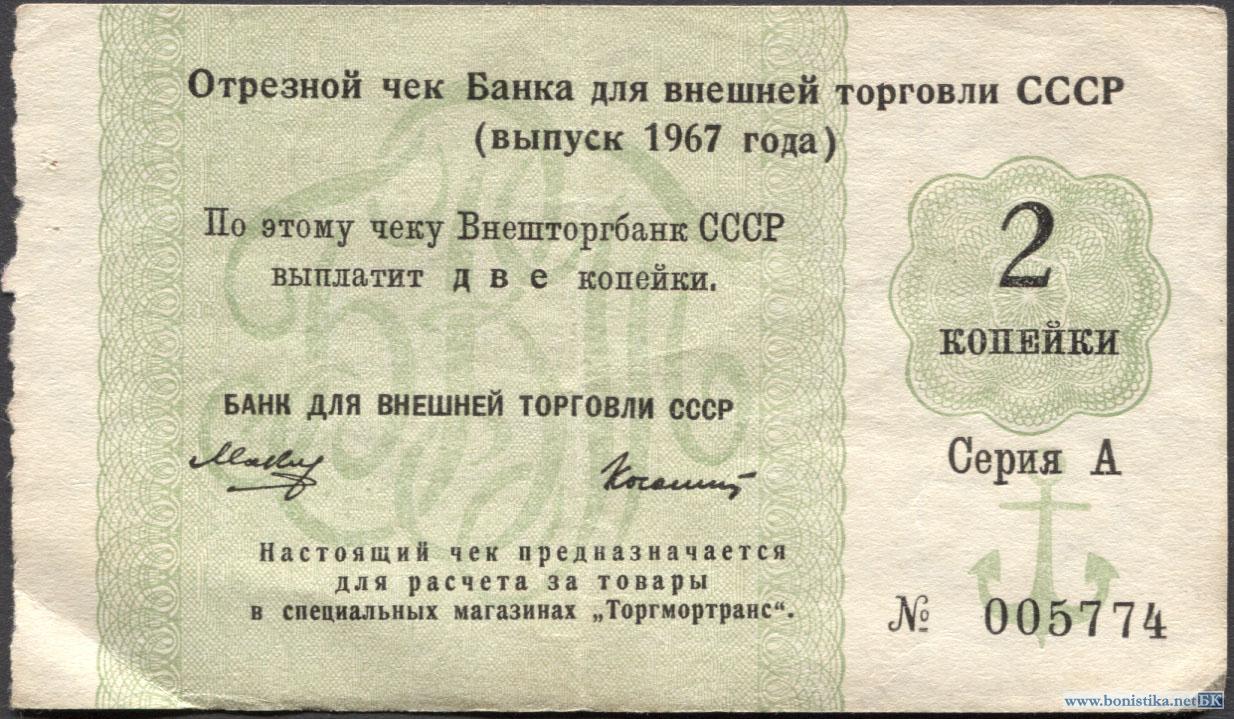 Отрезной чек Банка для внешней торговли СССР
(выпуск 1967 года)
По этому чеку Внешторгбанк СССР
выплатит две копейки.
2
КОПЕЙКИ
БАНК ДЛЯ ВНЕШНЕЙ ТОРГОВЛИ СССР
Серия А
Настоящий чек предназначается
для расчета за товары
в специальных магазинах „Торгмортранс“.
№ 005774
www.bonistika.net БК